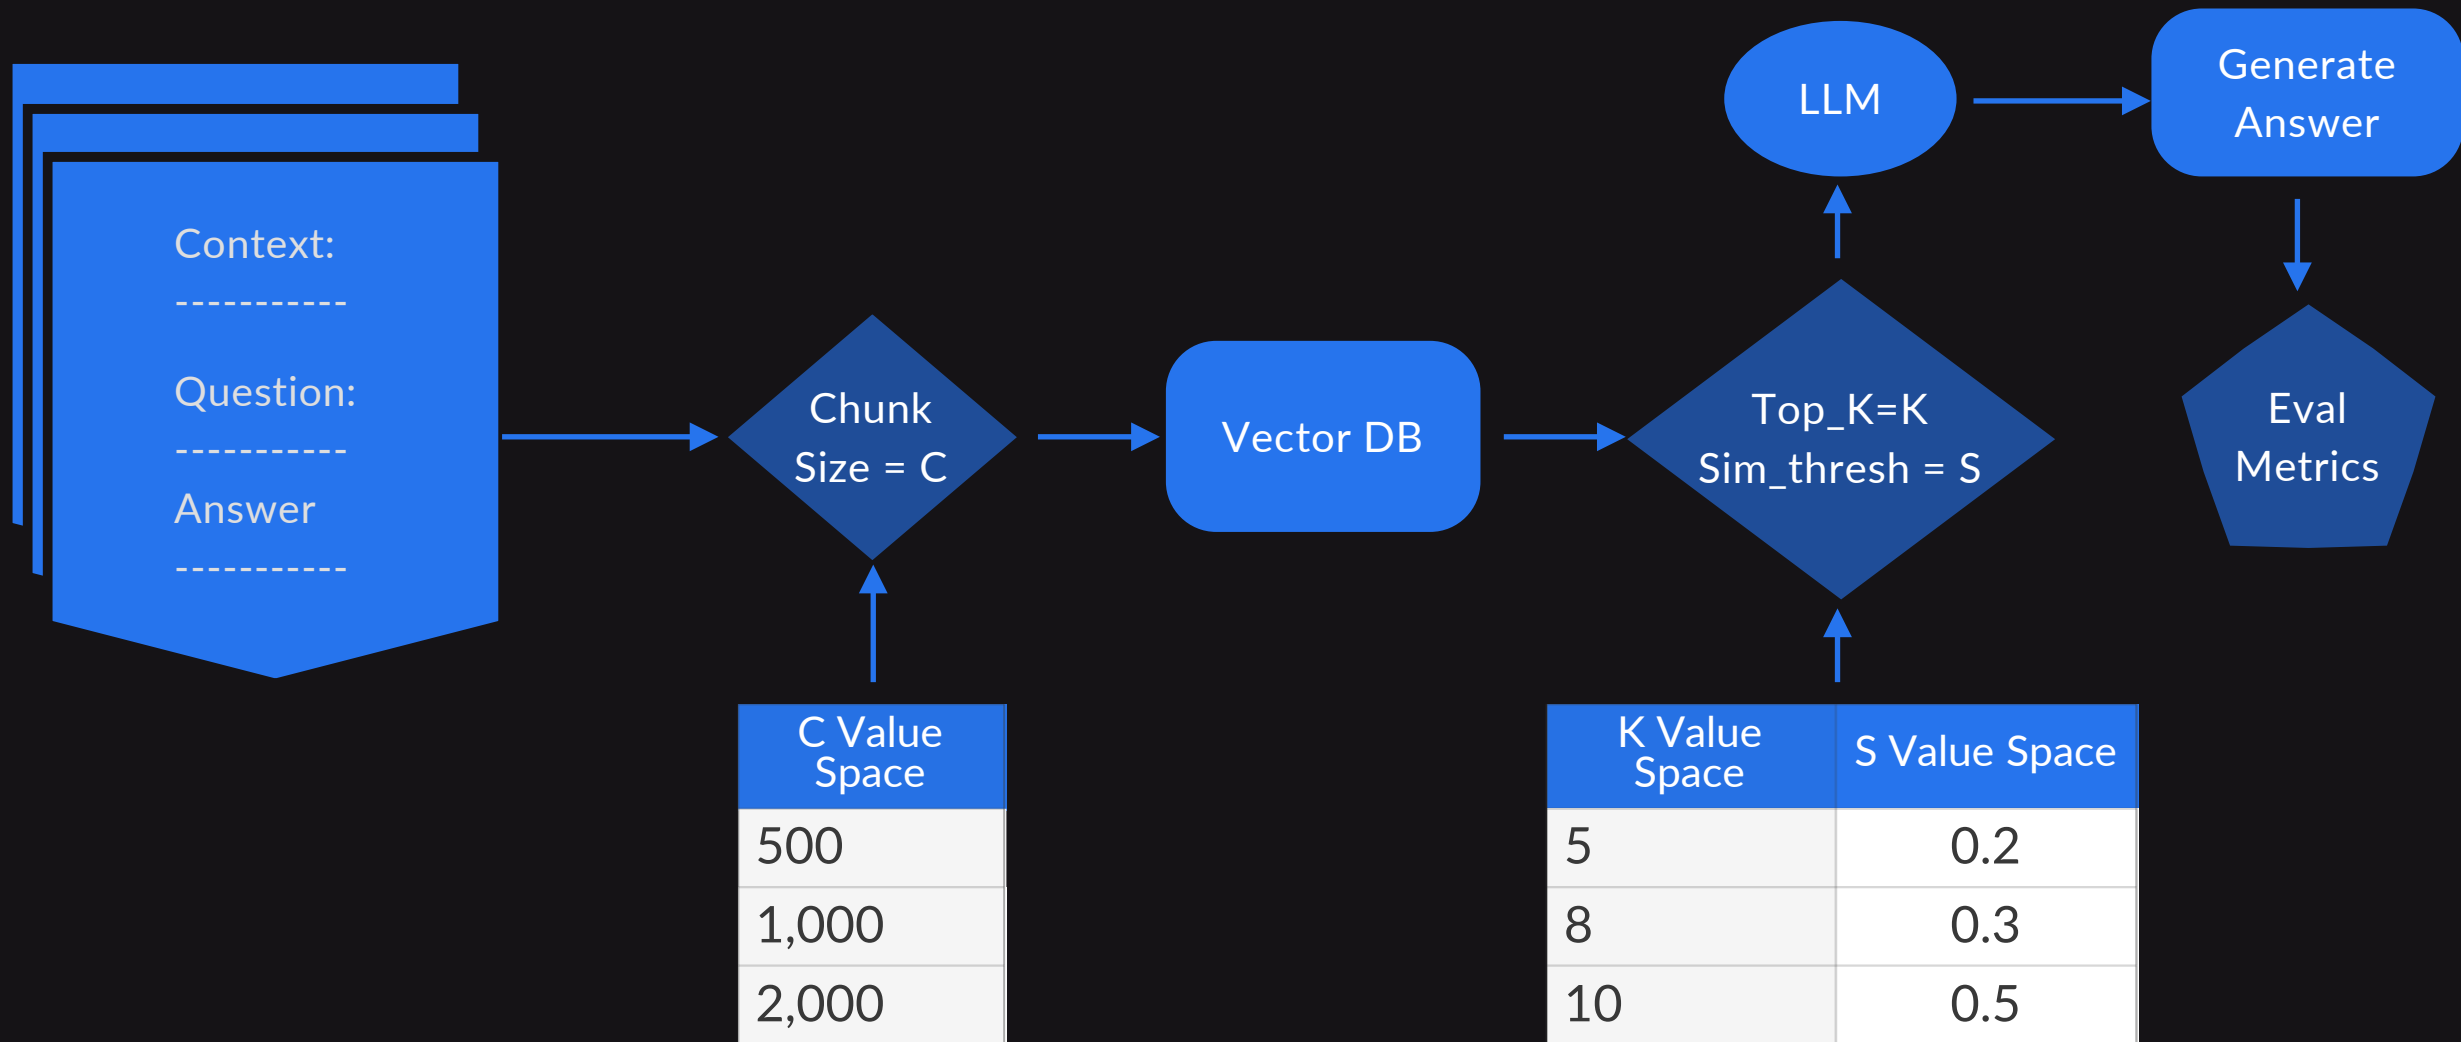 Context:
-----------
Question:
-----------
Answer
-----------
Chunk
Size = C
Vector DB
Top_K=K
Sim_thresh = S
LLM
Generate
Answer
Eval
Metrics
C Value
Space
500
1,000
2,000
K Value
Space
S Value Space
5
0.2
8
0.3
10
0.5